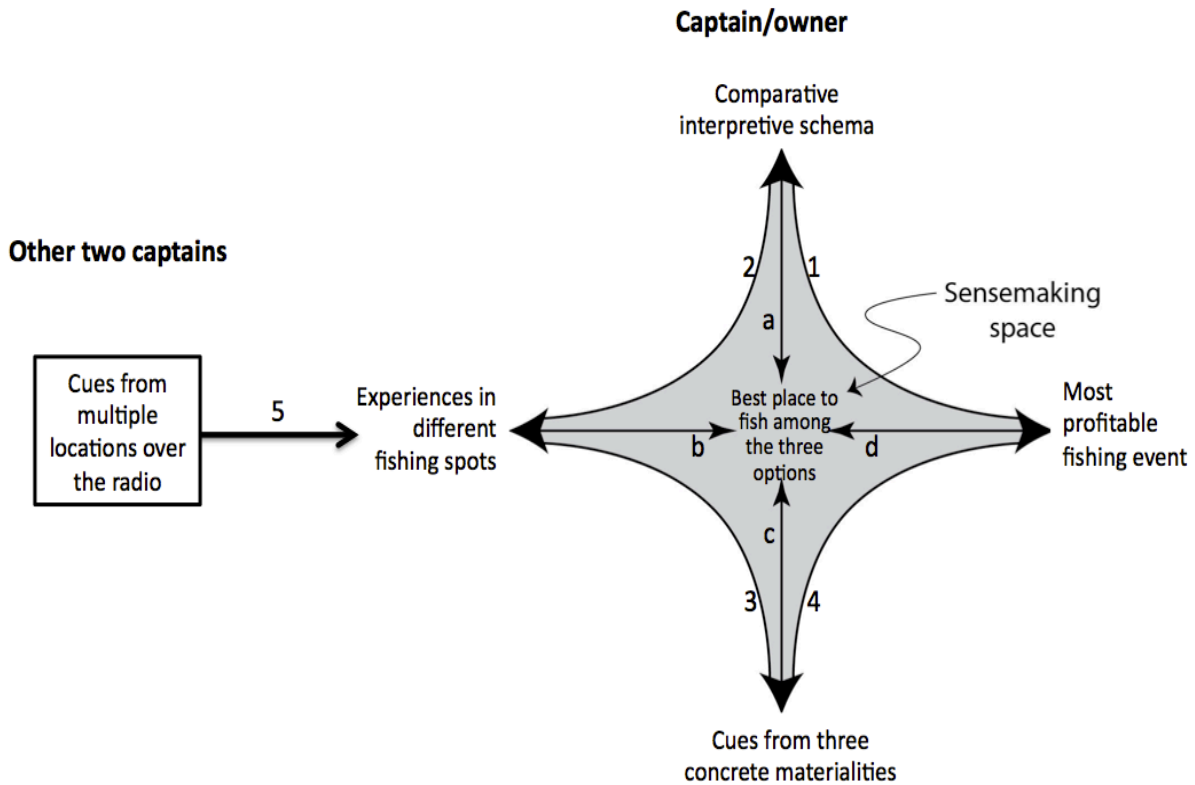 Captain/owner
Comparative
interpretive schema
Other two captains
2
1
Sensemaking
space
a
Cues from
multiple
locations over
the radio
5
Experiences in
different
fishing spots
Best place to
fish among
the three
options
b
d
Most
profitable
fishing event
c
3
4
Cues from three
concrete materialities